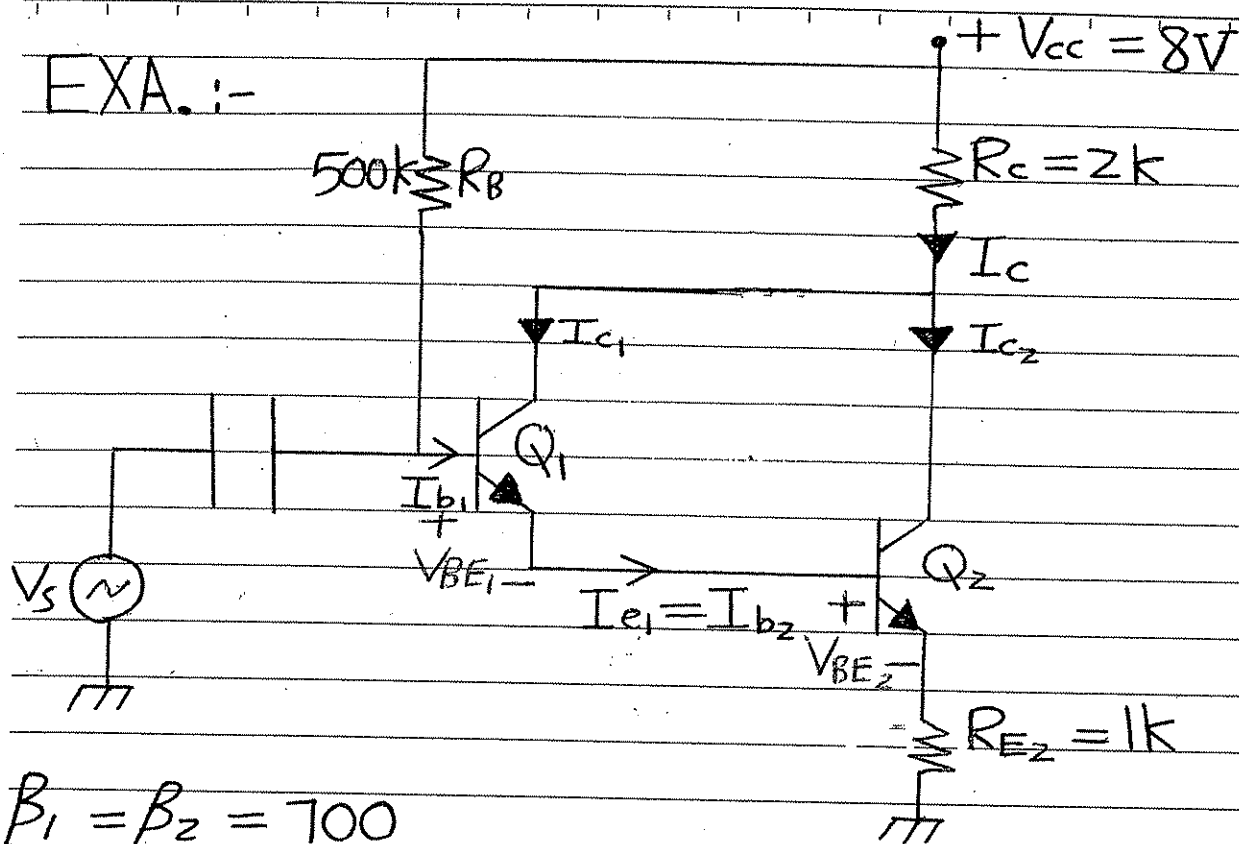 + Vcc = 8V
EXA. :-
500k RB
Rc = 2k
Ic
Ic1
Ic2
Q1
Ib1
+
VBE1 -
Q2
Vs
Ie1 = Ib2
+
VBE2 -
RE2 = 1k
β1 = β2 = 100